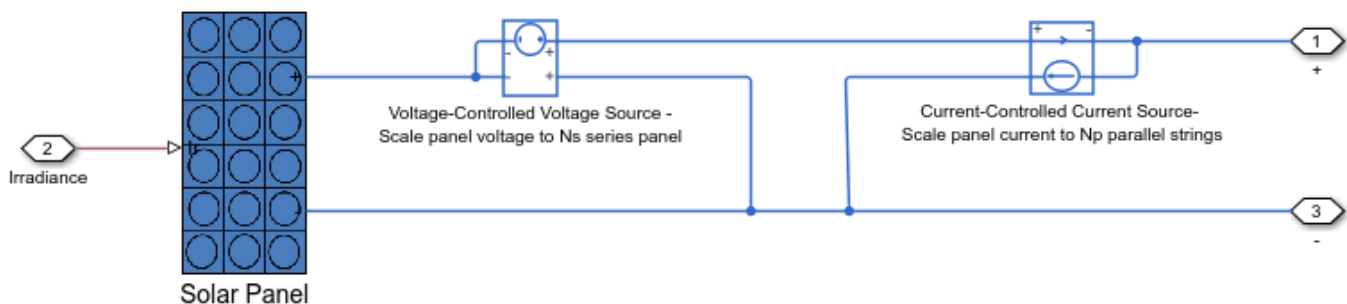 +
-
+
-
+
+
-
-
+
Ir
-
2
Irradiance
1
+
3
-
Voltage-Controlled Voltage Source -
Scale panel voltage to Ns series panel
Current-Controlled Current Source-
Scale panel current to Np parallel strings
Solar Panel